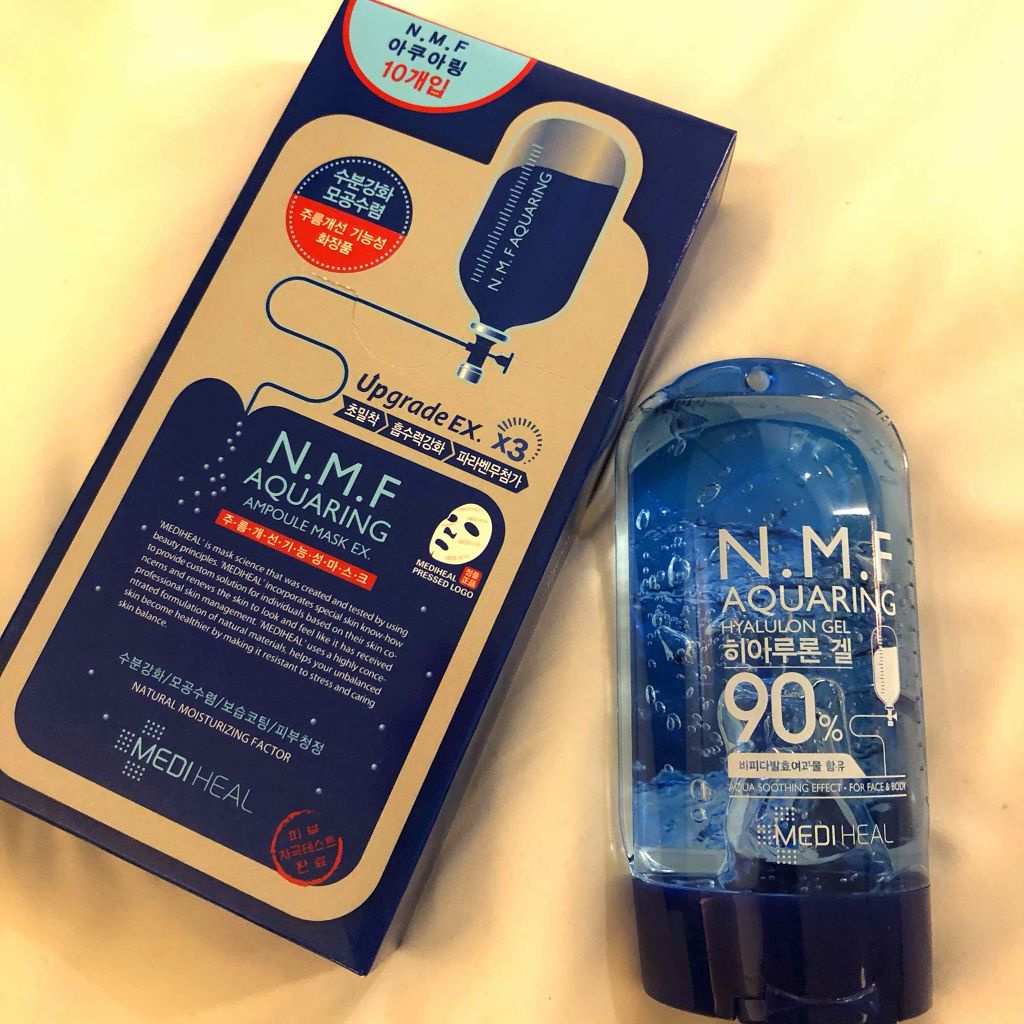 N.M.F
아쿠아링
10개입
수분강화
모공수렴
주름개선 기능성
화장품
N.M.F AQUARING
Upgrade EX. x3
초밀착 흡수력강화 파라벤무첨가
N.M.F
AQUARING
AMPOULE MASK EX.
주·름·개·선·기·능·성·마·스·크
MEDIHEAL
PRESSED LOGO
정품
正品
'MEDIHEAL' is mask science that was created and tested by using
beauty principles. 'MEDIHEAL' incorporates special skin know-how
to provide custom solution for individuals based on their skin co-
ncerns and renews the skin to look and feel like it has received
professional skin management. 'MEDIHEAL' uses a highly conce-
ntrated formulation of natural materials, helps your unbalanced
skin become healthier by making it resistant to stress and caring
skin balance.
수분강화/모공수렴/보습코팅/피부청정
NATURAL MOISTURIZING FACTOR
MEDIHEAL
피부
자극테스트
완료
N.M.F
AQUARING
HYALULON GEL
히아루론 겔
90%
비피다발효여과물 함유
AQUA SOOTHING EFFECT · FOR FACE & BODY
MEDIHEAL